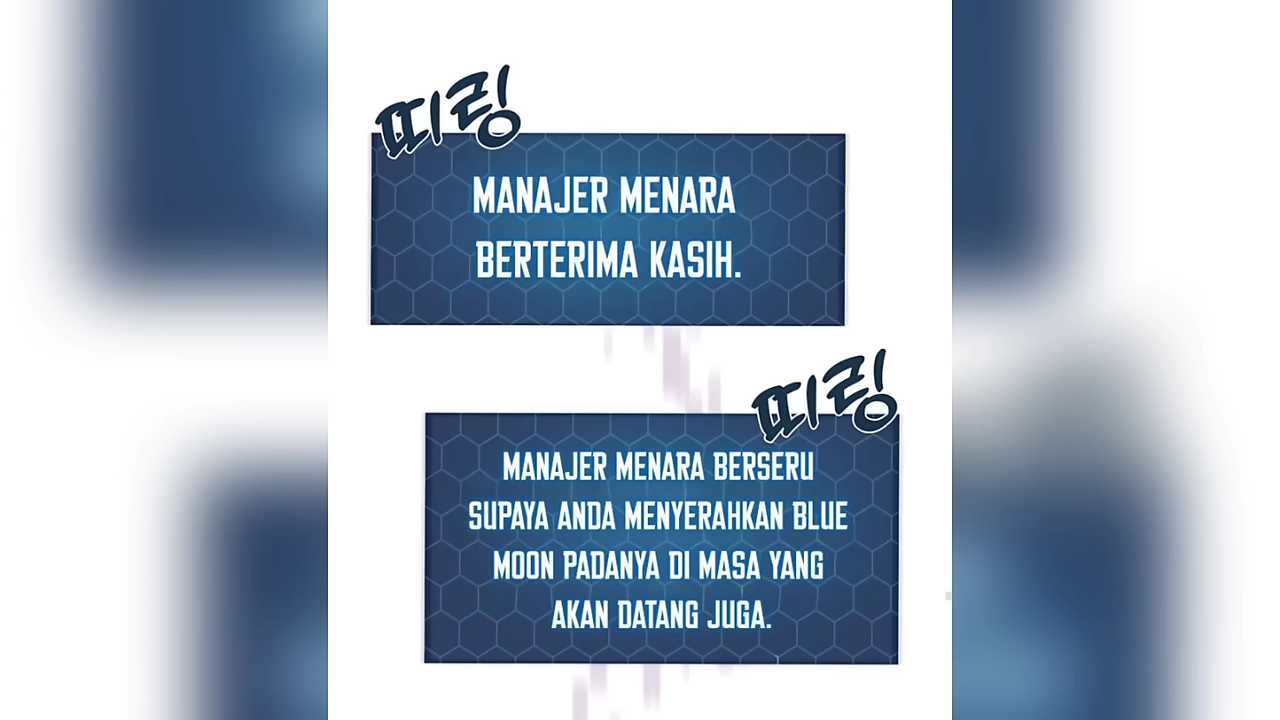 띠링
MANAJER MENARA
BERTERIMA KASIH.
띠링
MANAJER MENARA BERSERU
SUPAYA ANDA MENYERAHKAN BLUE
MOON PADANYA DI MASA YANG
AKAN DATANG JUGA.